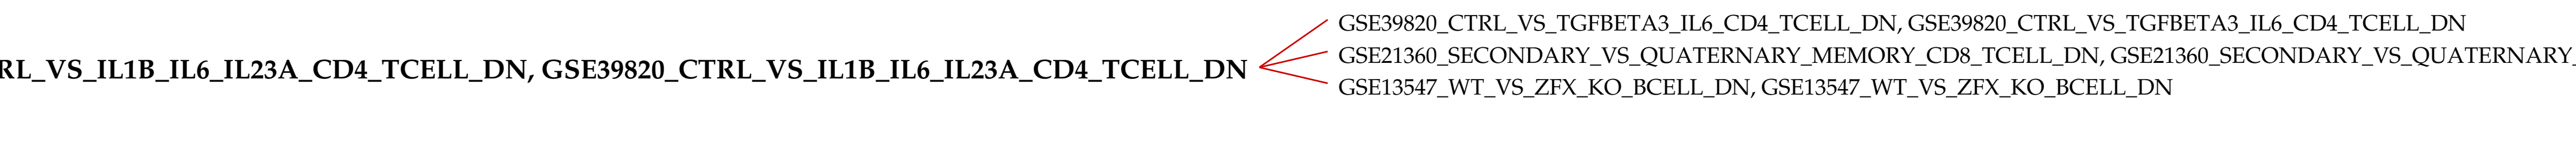 RL_VS_IL1B_IL6_IL23A_CD4_TCELL_DN, GSE39820_CTRL_VS_IL1B_IL6_IL23A_CD4_TCELL_DN
GSE39820_CTRL_VS_TGFBETA3_IL6_CD4_TCELL_DN, GSE39820_CTRL_VS_TGFBETA3_IL6_CD4_TCELL_DN
GSE21360_SECONDARY_VS_QUATERNARY_MEMORY_CD8_TCELL_DN, GSE21360_SECONDARY_VS_QUATERNARY_
GSE13547_WT_VS_ZFX_KO_BCELL_DN, GSE13547_WT_VS_ZFX_KO_BCELL_DN